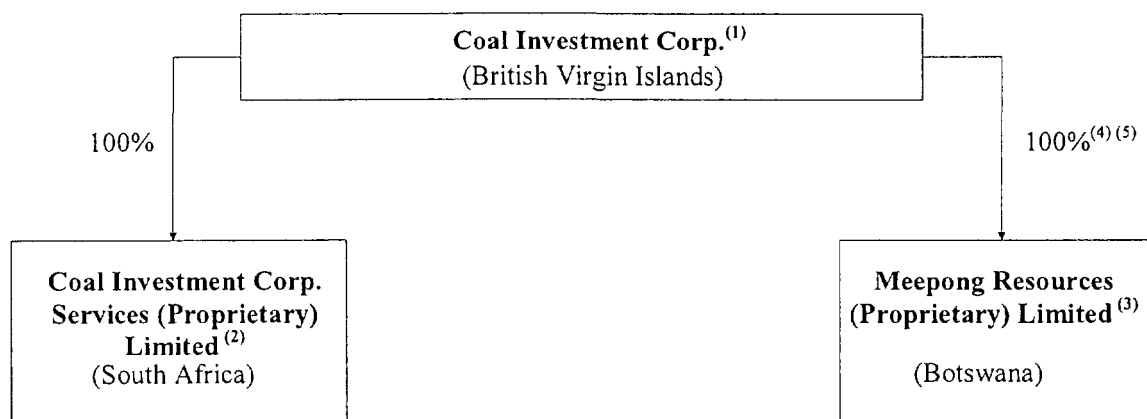 Coal Investment Corp.(1)
(British Virgin Islands)
100%
100%(4) (5)
Coal Investment Corp.
Services (Proprietary)
Limited(2)
(South Africa)
Meepong Resources
(Proprietary) Limited(3)
(Botswana)